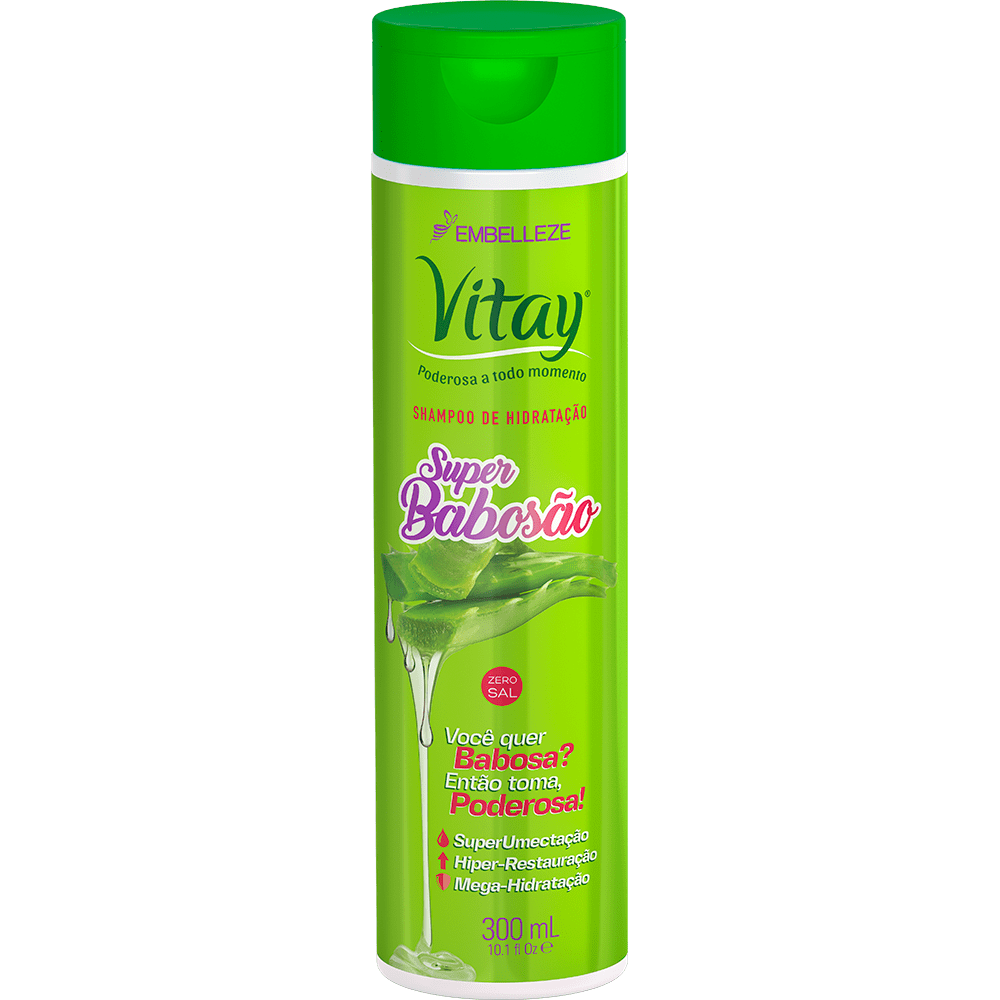 EMBELLEZE
Vitay®
Poderosa a todo momento
SHAMPOO DE HIDRATAÇÃO
Super
Babosão
ZERO
SAL
Você quer
Babosa?
Então toma,
Poderosa!
SuperUmectação
Hiper-Restauração
Mega-Hidratação
300 mL
10.1 fl Oz ℮